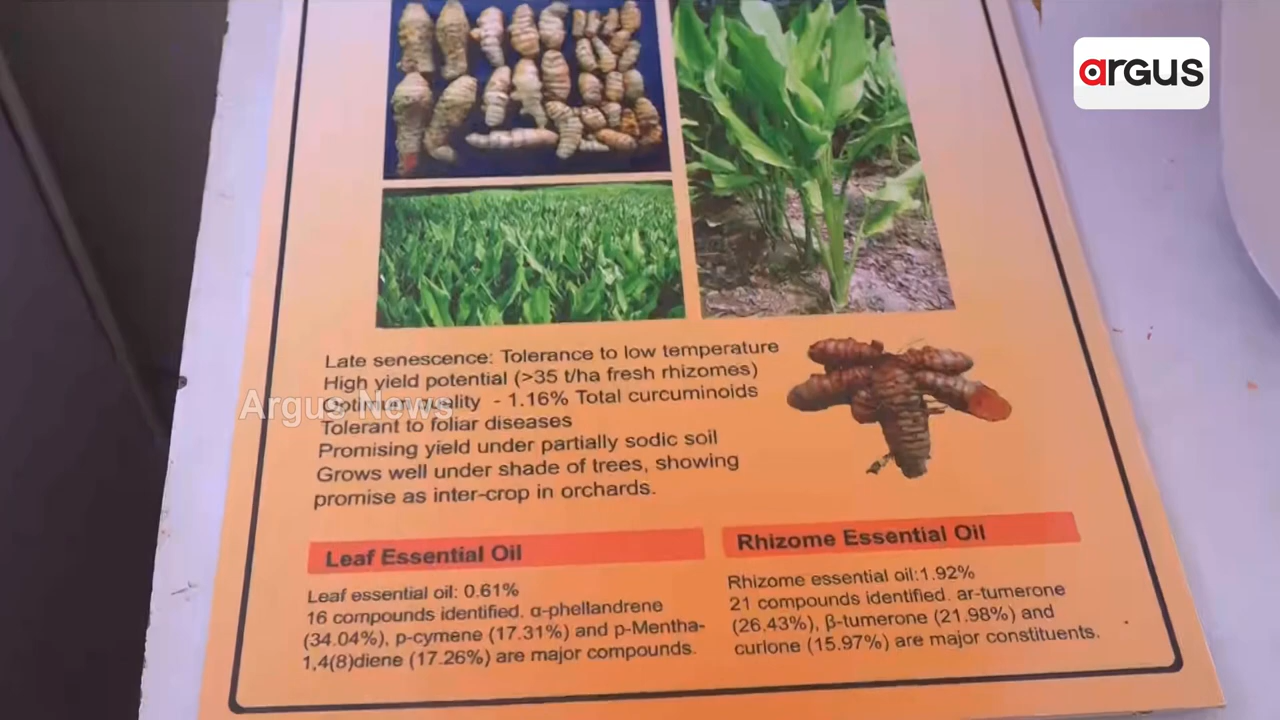 argus
Late senescence: Tolerance to low temperature
High yield potential (>35 t/ha fresh rhizomes)
Optimum quality - 1.16% Total curcuminoids
Argus News
Tolerant to foliar diseases
Promising yield under partially sodic soil
Grows well under shade of trees, showing
promise as inter-crop in orchards.
Leaf Essential Oil
Leaf essential oil: 0.61%
16 compounds identified. α-phellandrene
(34.04%), p-cymene (17.31%) and p-Mentha-
1,4(8)diene (17.26%) are major compounds.
Rhizome Essential Oil
Rhizome essential oil:1.92%
21 compounds identified. ar-tumerone
(26.43%), β-tumerone (21.98%) and
curlone (15.97%) are major constituents.